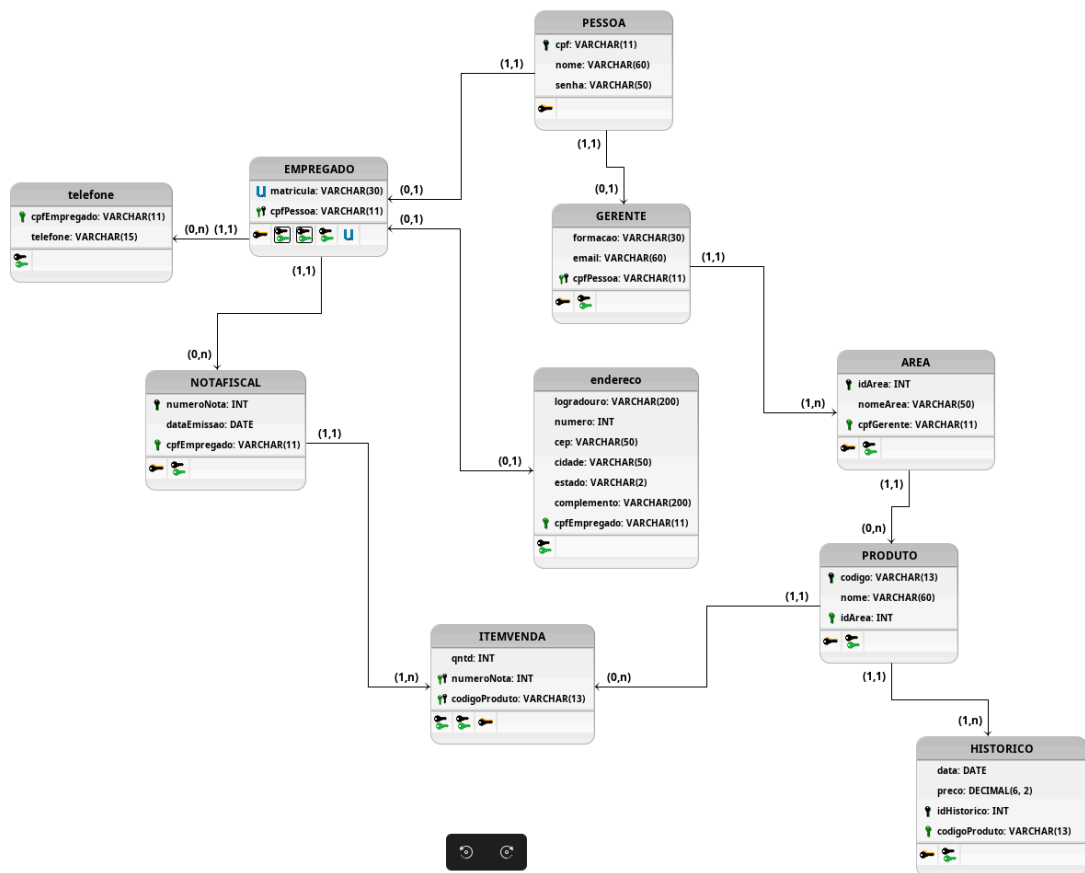 PESSOA
cpf: VARCHAR(11)
nome: VARCHAR(60)
senha: VARCHAR(50)
(1,1)
(1,1)
(0,1)
EMPREGADO
matricula: VARCHAR(30)
cpfPessoa: VARCHAR(11)
u
u
(0,1)
(0,1)
(1,1)
telefone
cpfEmpregado: VARCHAR(11)
telefone: VARCHAR(15)
(0,n) (1,1)
GERENTE
formacao: VARCHAR(30)
email: VARCHAR(60)
cpfPessoa: VARCHAR(11)
(1,1)
(1,n)
(0,n)
NOTAFISCAL
numeroNota: INT
dataEmissao: DATE
cpfEmpregado: VARCHAR(11)
(1,1)
endereco
logradouro: VARCHAR(200)
numero: INT
cep: VARCHAR(50)
cidade: VARCHAR(50)
estado: VARCHAR(2)
complemento: VARCHAR(200)
cpfEmpregado: VARCHAR(11)
(0,1)
AREA
idArea: INT
nomeArea: VARCHAR(50)
cpfGerente: VARCHAR(11)
(1,1)
(0,n)
PRODUTO
codigo: VARCHAR(13)
nome: VARCHAR(60)
idArea: INT
(1,1)
(1,1)
ITEMVENDA
qntd: INT
numeroNota: INT
codigoProduto: VARCHAR(13)
(1,n)
(0,n)
(1,n)
HISTORICO
data: DATE
preco: DECIMAL(6, 2)
idHistorico: INT
codigoProduto: VARCHAR(13)